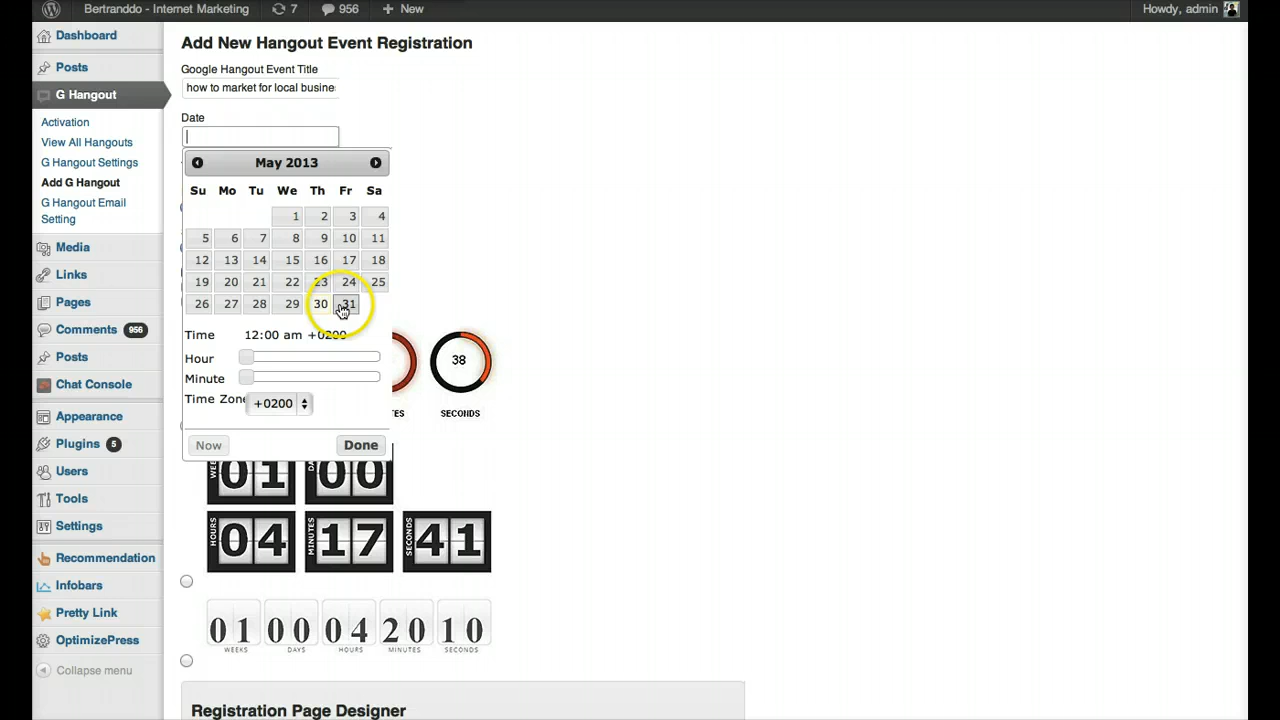 Bertranddo - Internet Marketing 7 956 + New Howdy, admin
Dashboard
Posts
G Hangout
Activation
View All Hangouts
G Hangout Settings
Add G Hangout
G Hangout Email
Setting
Media
Links
Pages
Comments 956
Posts
Chat Console
Appearance
Plugins 5
Users
Tools
Settings
Recommendation
Infobars
Pretty Link
OptimizePress
Collapse menu
Add New Hangout Event Registration
Google Hangout Event Title
how to market for local busine
Date
May 2013
Su Mo Tu We Th Fr Sa
1 2 3 4
5 6 7 8 9 10 11
12 13 14 15 16 17 18
19 20 21 22 23 24 25
26 27 28 29 30 31
Time 12:00 am +0200
Hour
Minute
Time Zon +0200
Now Done
38
TES SECONDS
01 00
HOURS 04 MINUTES 17 SECONDS 41
01 00 04 20 10
WEEKS DAYS HOURS MINUTES SECONDS
Registration Page Designer